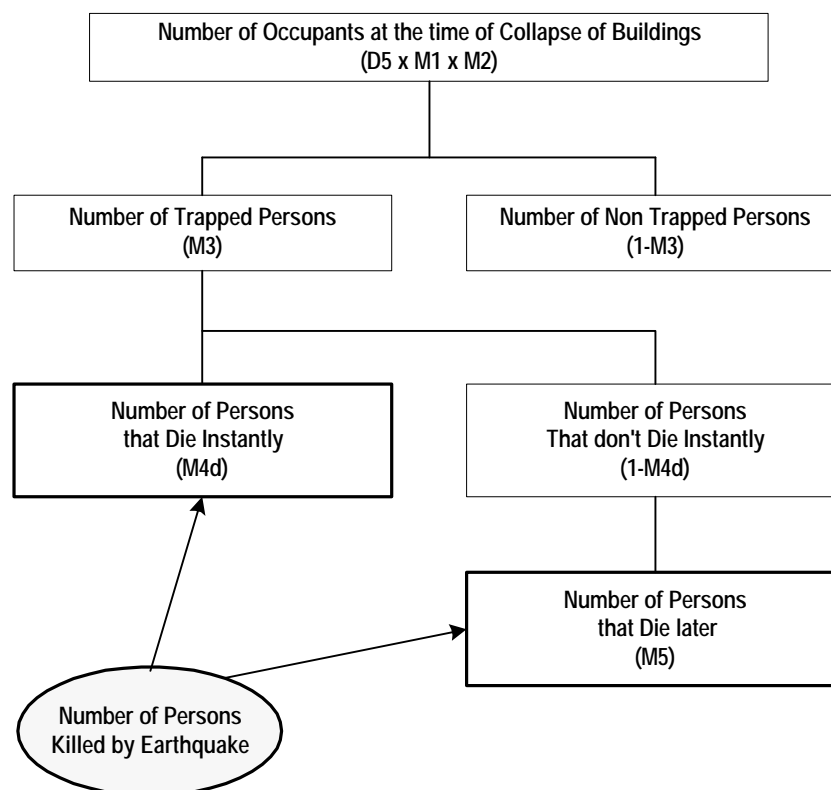 Number of Occupants at the time of Collapse of Buildings
(D5 x M1 x M2)
Number of Trapped Persons
(M3)
Number of Non Trapped Persons
(1-M3)
Number of Persons
that Die Instantly
(M4d)
Number of Persons
That don't Die Instantly
(1-M4d)
Number of Persons
that Die later
(M5)
Number of Persons
Killed by Earthquake